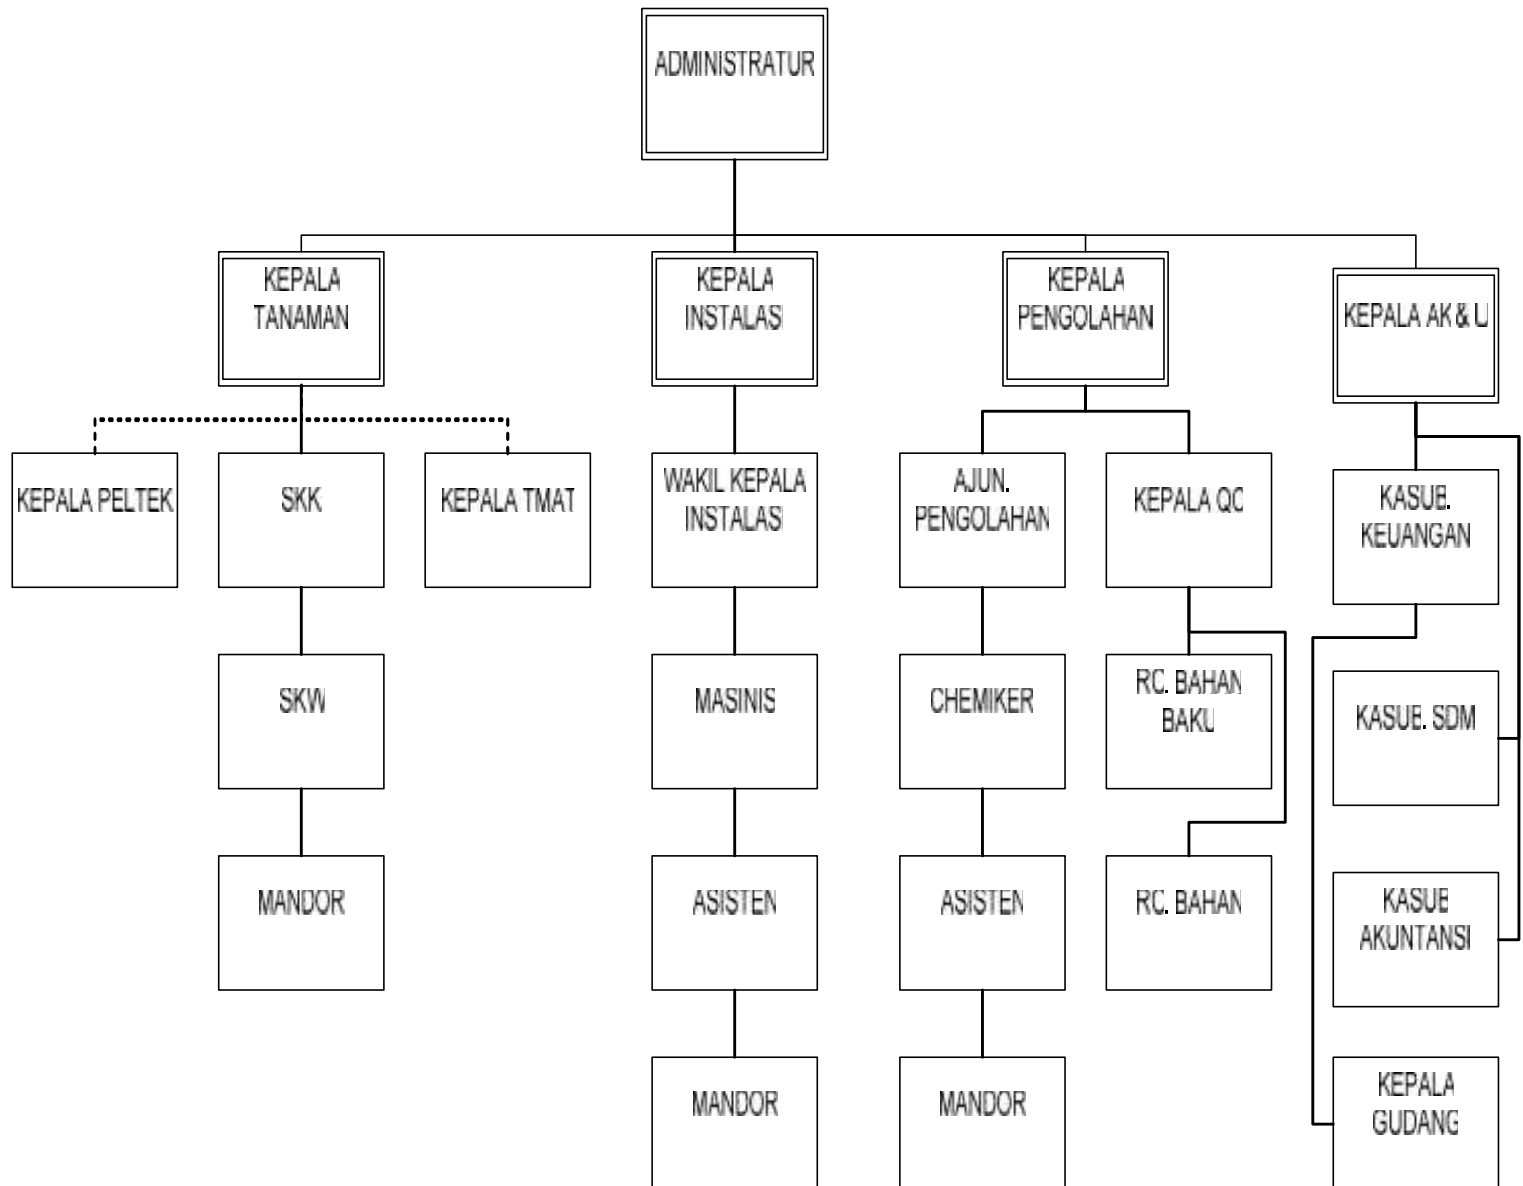 ADMINISTRATUR
KEPALA
TANAMAN
KEPALA
INSTALASI
KEPALA
PENGOLAHAN
KEPALA AK & U
KEPALA PELTEK
SKK
KEPALA TMAT
WAKIL KEPALA
INSTALASI
AJUN.
PENGOLAHAN
KEPALA QC
KASUB.
KEUANGAN
SKW
MASINIS
CHEMIKER
RC. BAHAN
BAKU
KASUB. SDM
MANDOR
ASISTEN
ASISTEN
RC. BAHAN
KASUB
AKUNTANSI
MANDOR
MANDOR
KEPALA
GUDANG